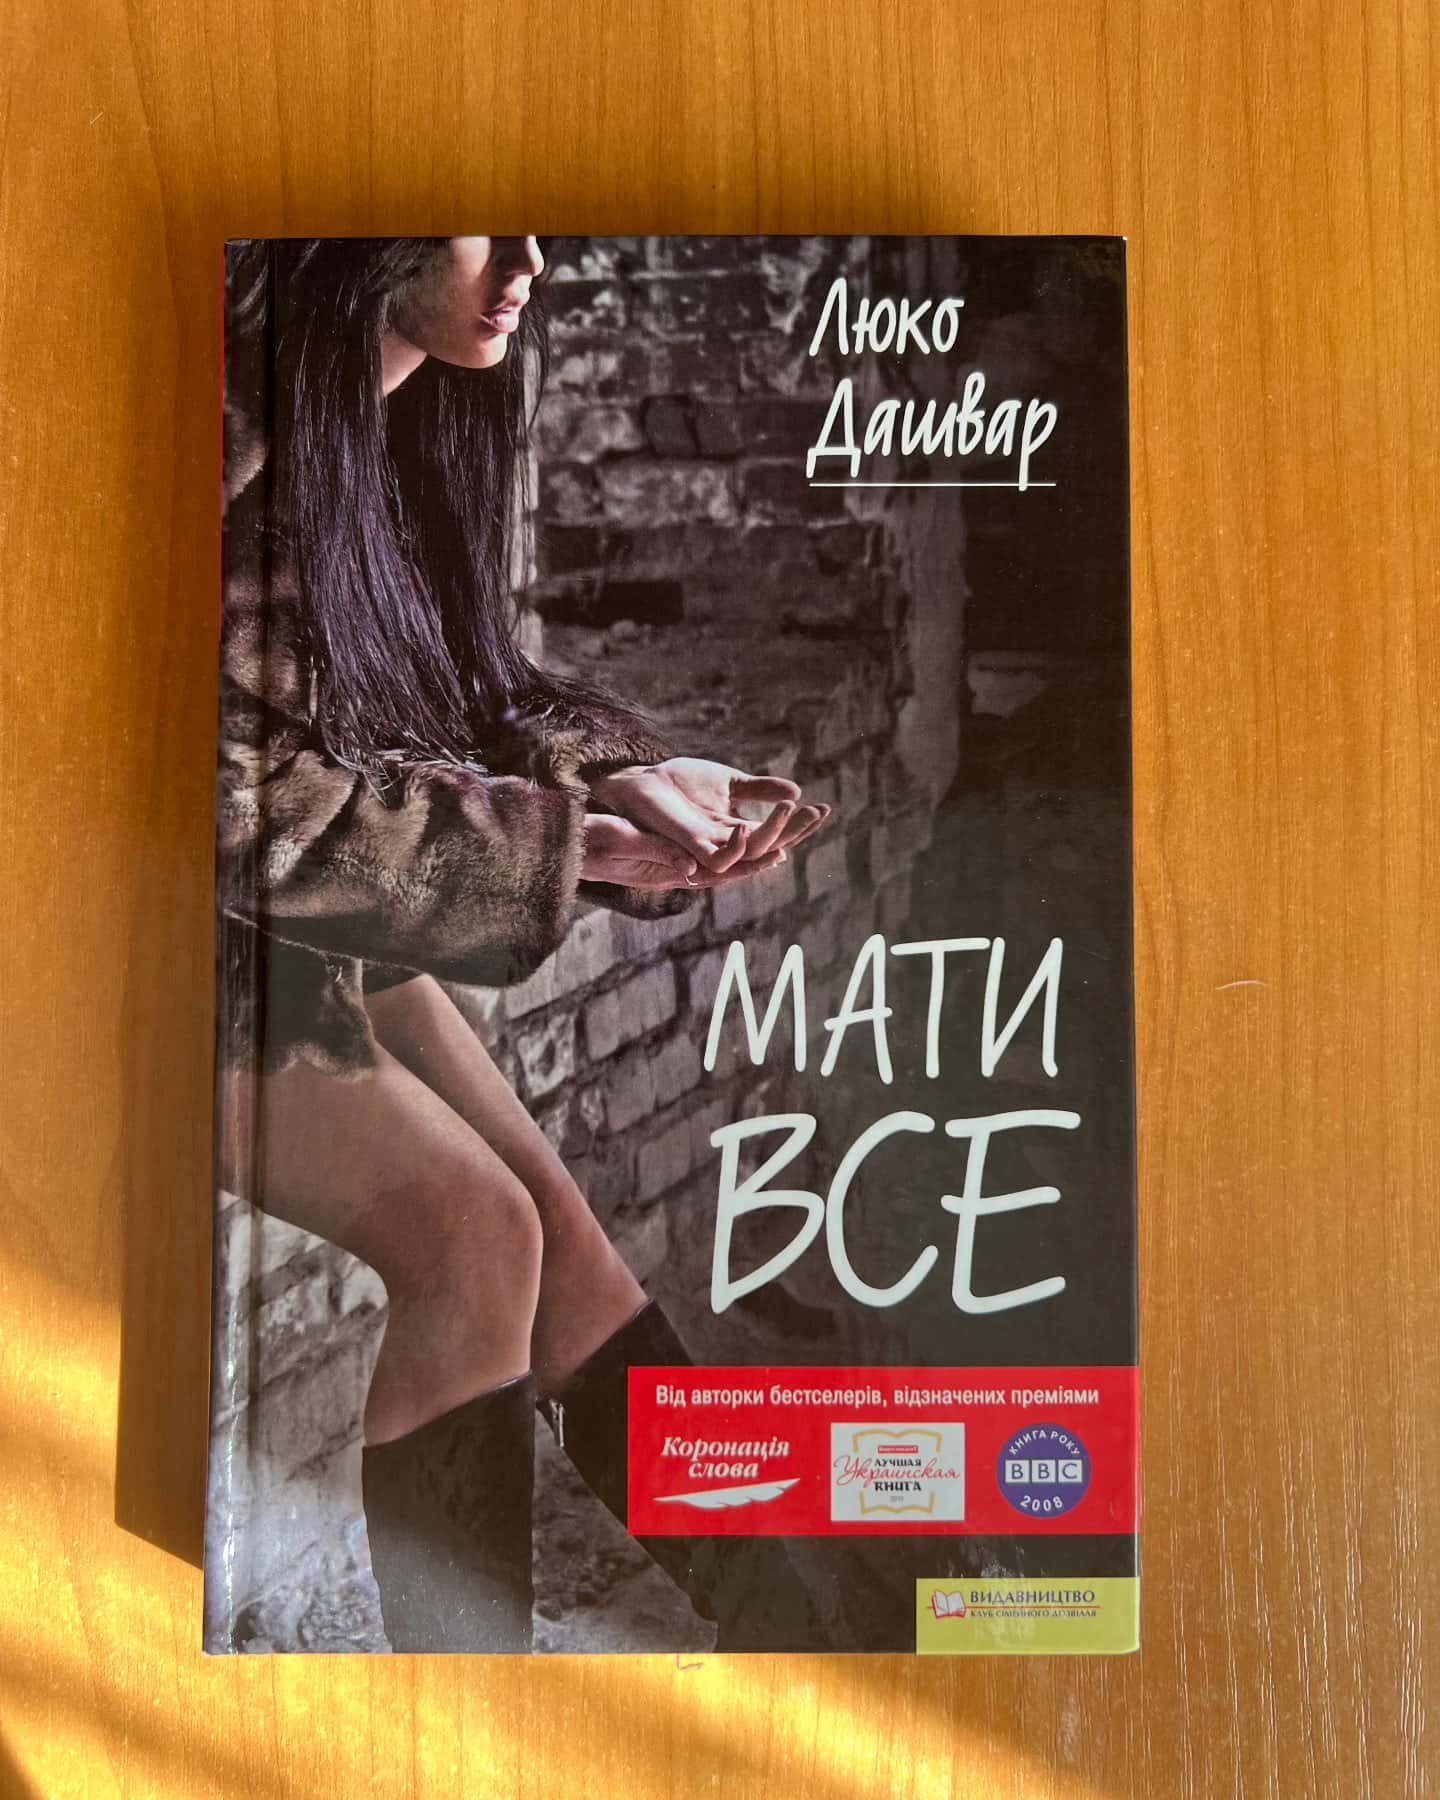 Люко
Дашвар
МАТИ
ВСЕ
Від авторки бестселерів, відзначених преміями
Коронація
слова
ЛУЧШАЯ
Украинская
КНИГА
КНИГА РОКУ
BBC
2008
ВИДАВНИЦТВО
КЛУБ СІМЕЙНОГО ДОЗВІЛЛЯ